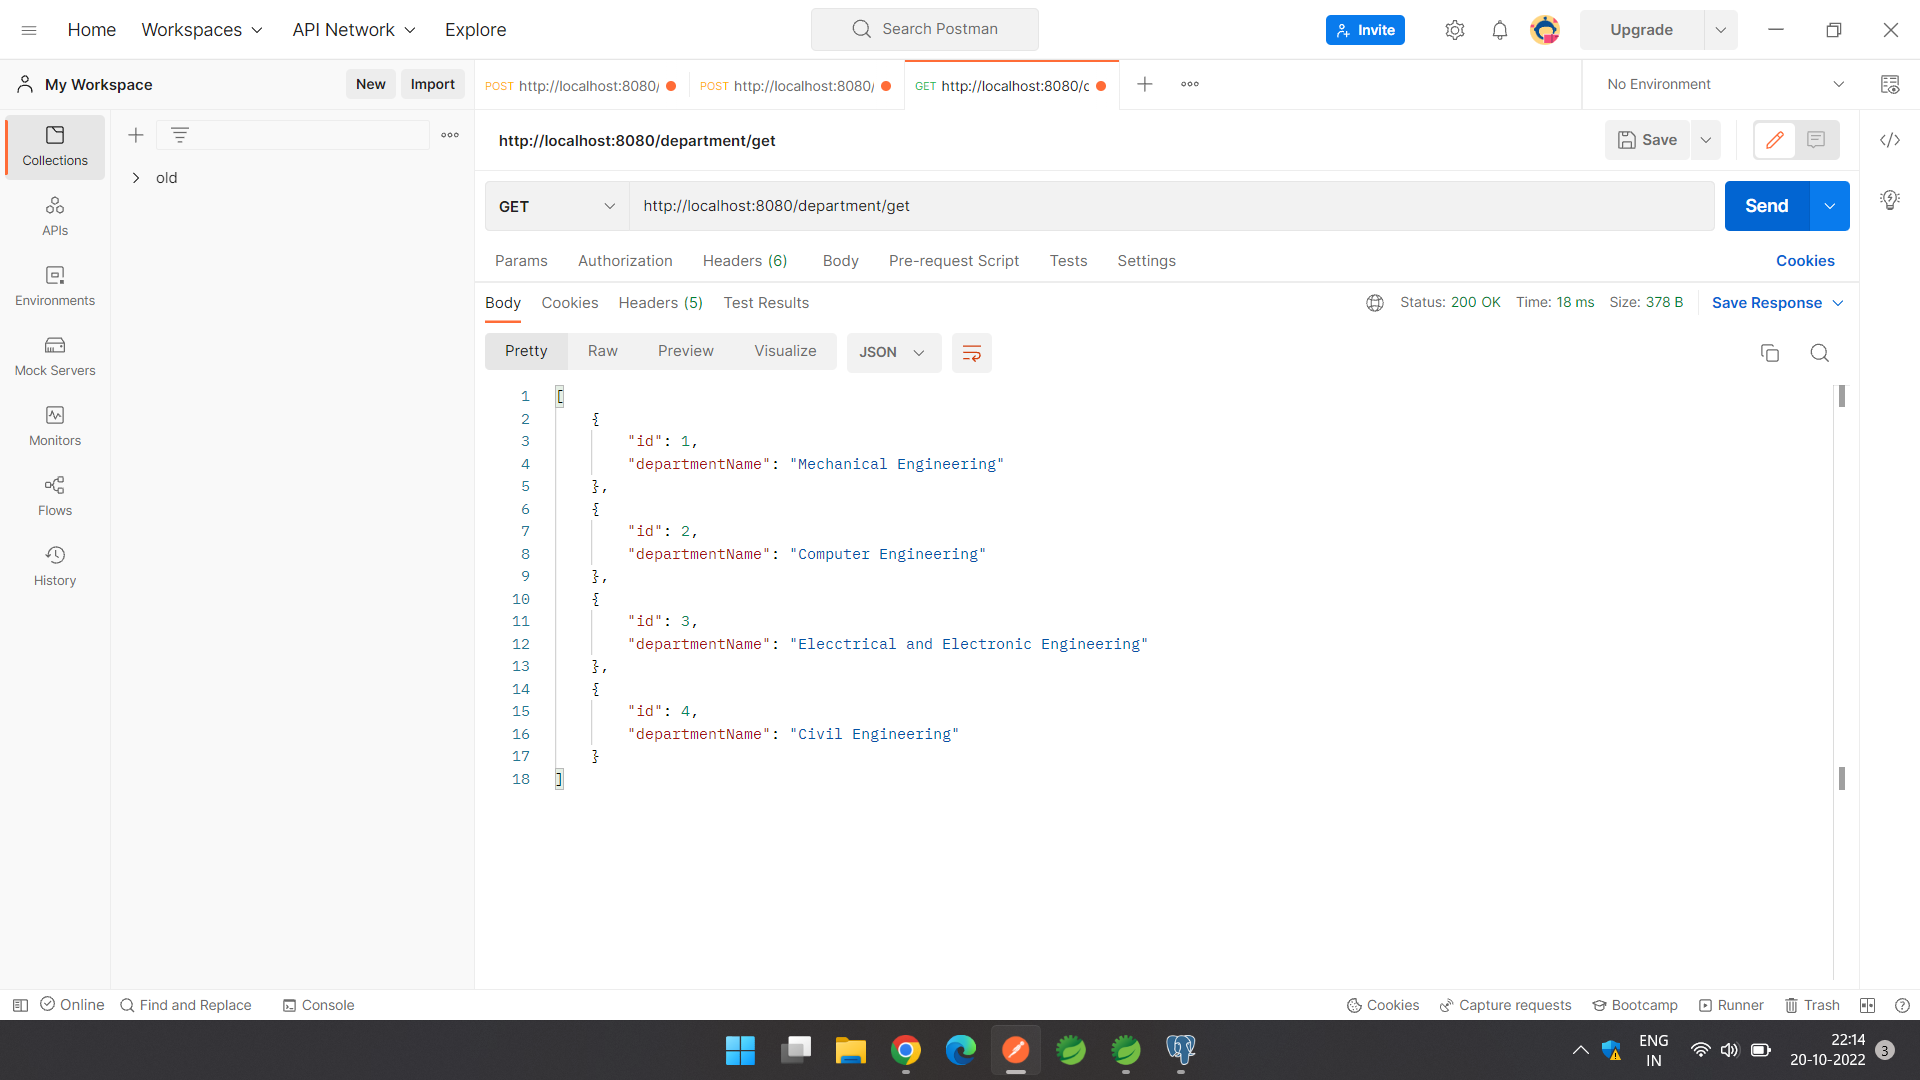 Home Workspaces API Network Explore Search Postman Invite Upgrade
My Workspace New Import POST http://localhost:8080/ POST http://localhost:8080/ GET http://localhost:8080/c No Environment
Collections
old
http://localhost:8080/department/get Save
APIs
GET http://localhost:8080/department/get Send
Params Authorization Headers (6) Body Pre-request Script Tests Settings Cookies
Environments
Body Cookies Headers (5) Test Results Status: 200 OK Time: 18 ms Size: 378 B Save Response
Mock Servers
Pretty Raw Preview Visualize JSON
Monitors
Flows
History
1 [
2 {
3 "id": 1,
4 "departmentName": "Mechanical Engineering"
5 },
6 {
7 "id": 2,
8 "departmentName": "Computer Engineering"
9 },
10 {
11 "id": 3,
12 "departmentName": "Elecctrical and Electronic Engineering"
13 },
14 {
15 "id": 4,
16 "departmentName": "Civil Engineering"
17 }
18 ]
Online Find and Replace Console Cookies Capture requests Bootcamp Runner Trash
ENG
IN
22:14
20-10-2022
3